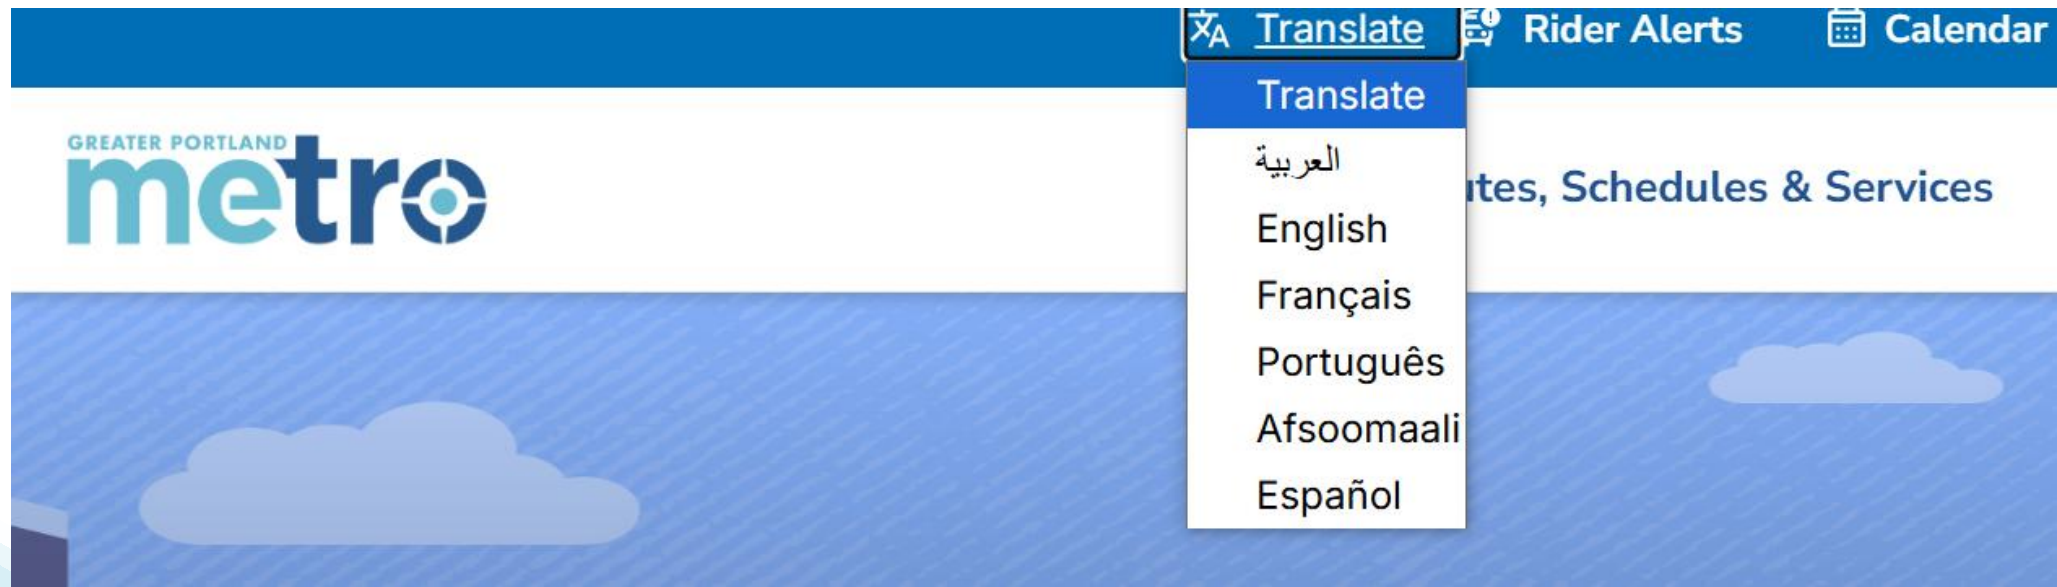 Translate Rider Alerts Calendar
Translate
GREATER PORTLAND
metro
العربية
tes, Schedules & Services
English
Français
Português
Afsoomaali
Español